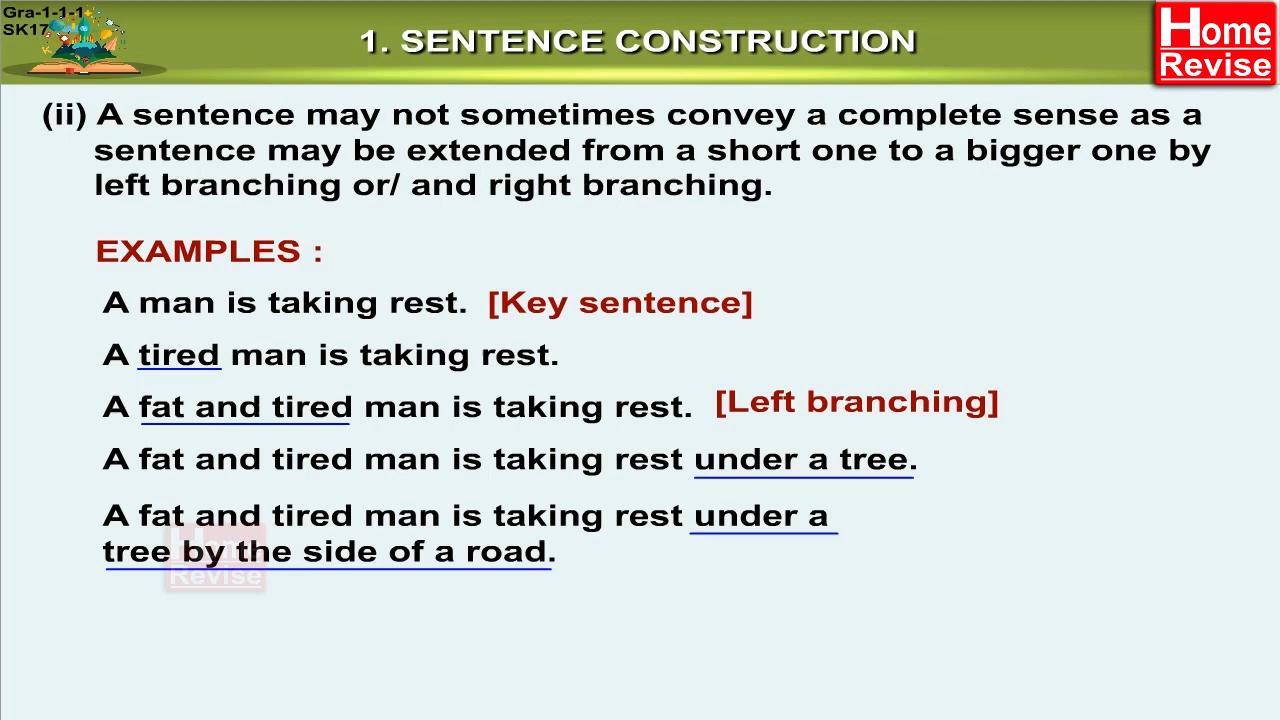 Gra-1-1-1
SK17
1. SENTENCE CONSTRUCTION
Home
Revise
(ii) A sentence may not sometimes convey a complete sense as a
sentence may be extended from a short one to a bigger one by
left branching or/ and right branching.
EXAMPLES :
A man is taking rest. [Key sentence]
A tired man is taking rest.
A fat and tired man is taking rest. [Left branching]
A fat and tired man is taking rest under a tree.
A fat and tired man is taking rest under a
tree by the side of a road.
Home
Revise